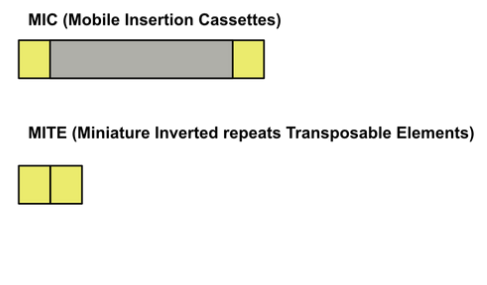 MIC (Mobile Insertion Cassettes)
MITE (Miniature Inverted repeats Transposable Elements)